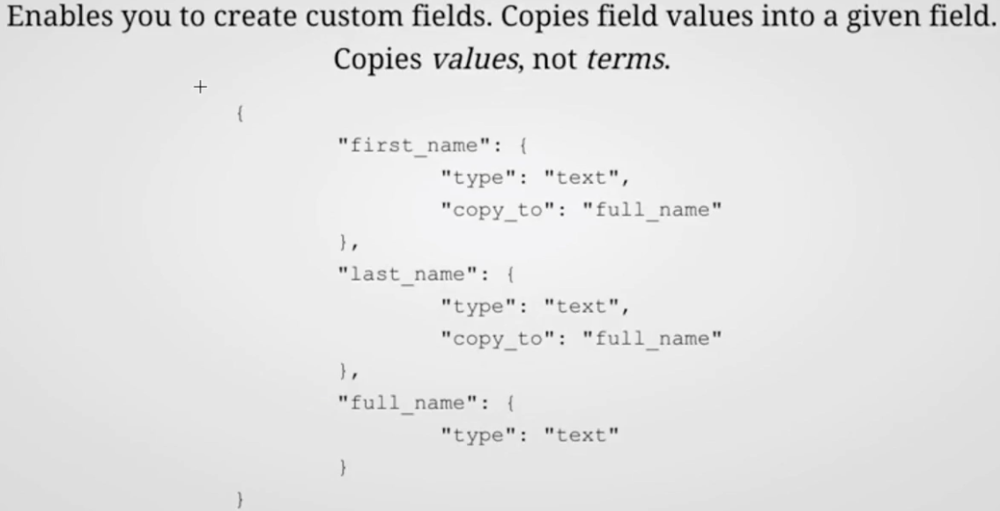 Enables you to create custom fields. Copies field values into a given field.
Copies values, not terms.
{
"first_name": {
"type": "text",
"copy_to": "full_name"
},
"last_name": {
"type": "text",
"copy_to": "full_name"
},
"full_name": {
"type": "text"
}
}